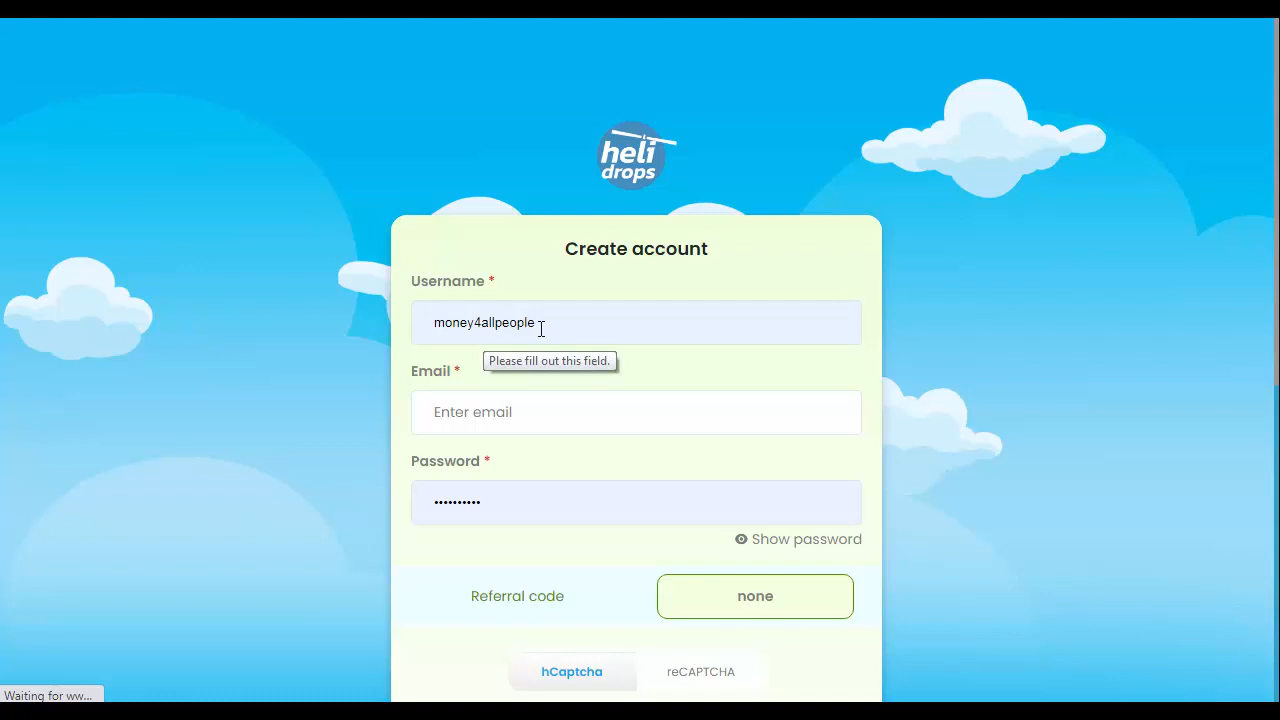 heli
drops
Create account
Username *
money4allpeople
Please fill out this field.
Email *
Enter email
Password *
••••••••••
Show password
Referral code
none
hCaptcha
reCAPTCHA
Waiting for ww...